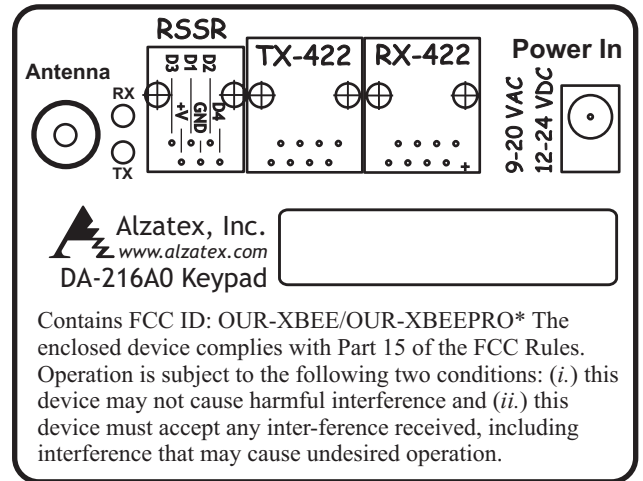 RSSR
TX-422
RX-422
Power In
Antenna
RX
TX
D3
D1
D2
+V
GND
D4
+
9-20 VAC
12-24 VDC
Alzatex, Inc.
www.alzatex.com
DA-216A0 Keypad
Contains FCC ID: OUR-XBEE/OUR-XBEEPRO* The
enclosed device complies with Part 15 of the FCC Rules.
Operation is subject to the following two conditions: (i.) this
device may not cause harmful interference and (ii.) this
device must accept any inter-ference received, including
interference that may cause undesired operation.